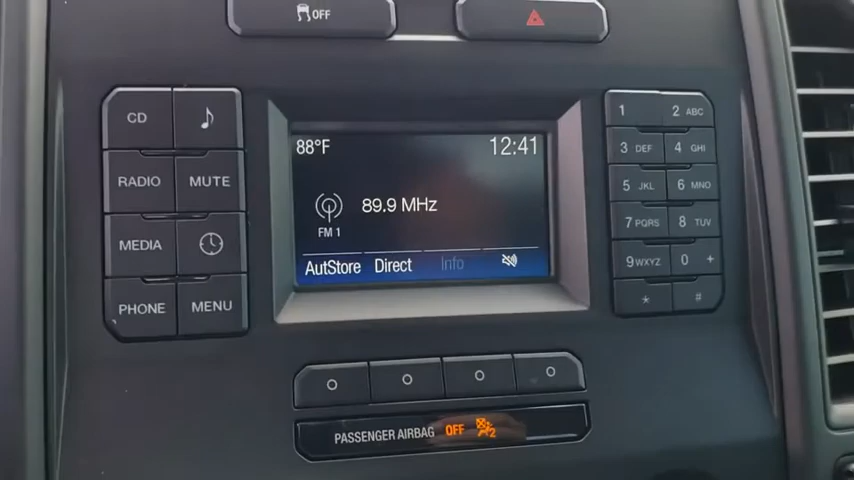 OFF
CD
RADIO MUTE
MEDIA
PHONE MENU
88°F 12:41
89.9 MHz
FM 1
AutStore Direct Info
1 2 ABC
3 DEF 4 GHI
5 JKL 6 MNO
7 PQRS 8 TUV
9 WXYZ 0 +
* #
PASSENGER AIRBAG OFF 2